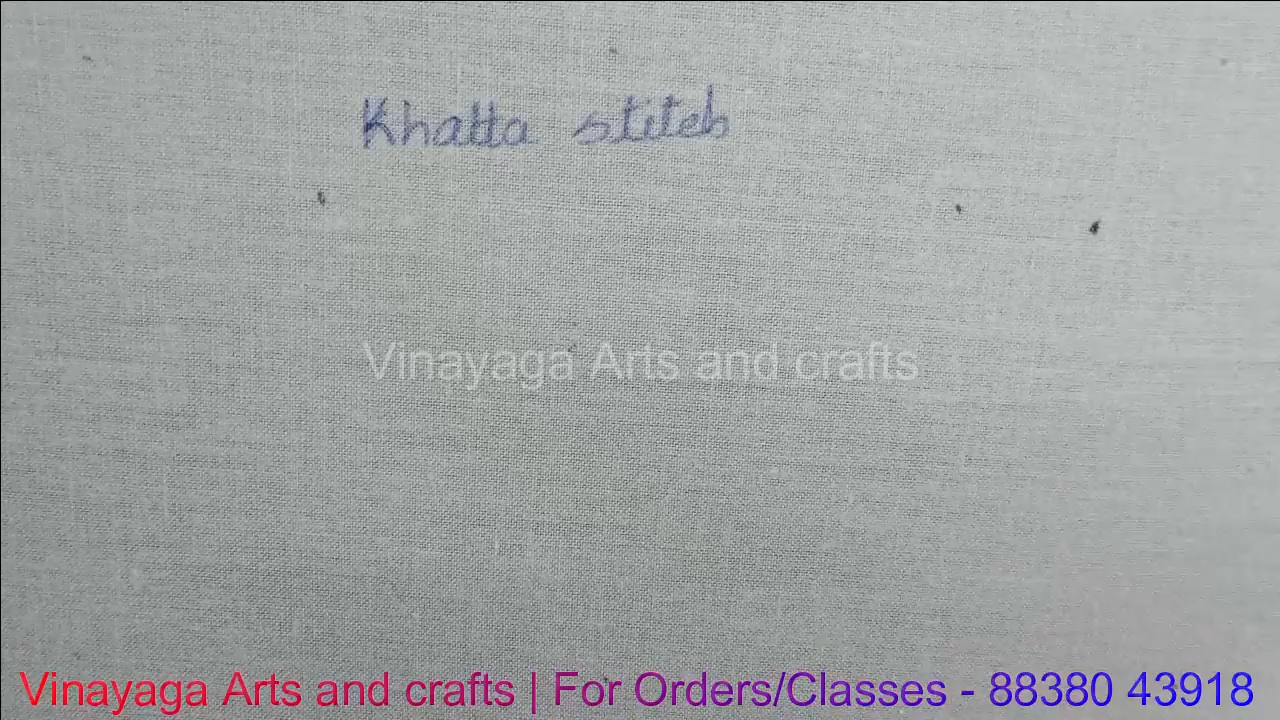 Khatta stitch
Vinayaga Arts and crafts
Vinayaga Arts and crafts | For Orders/Classes - 88380 43918